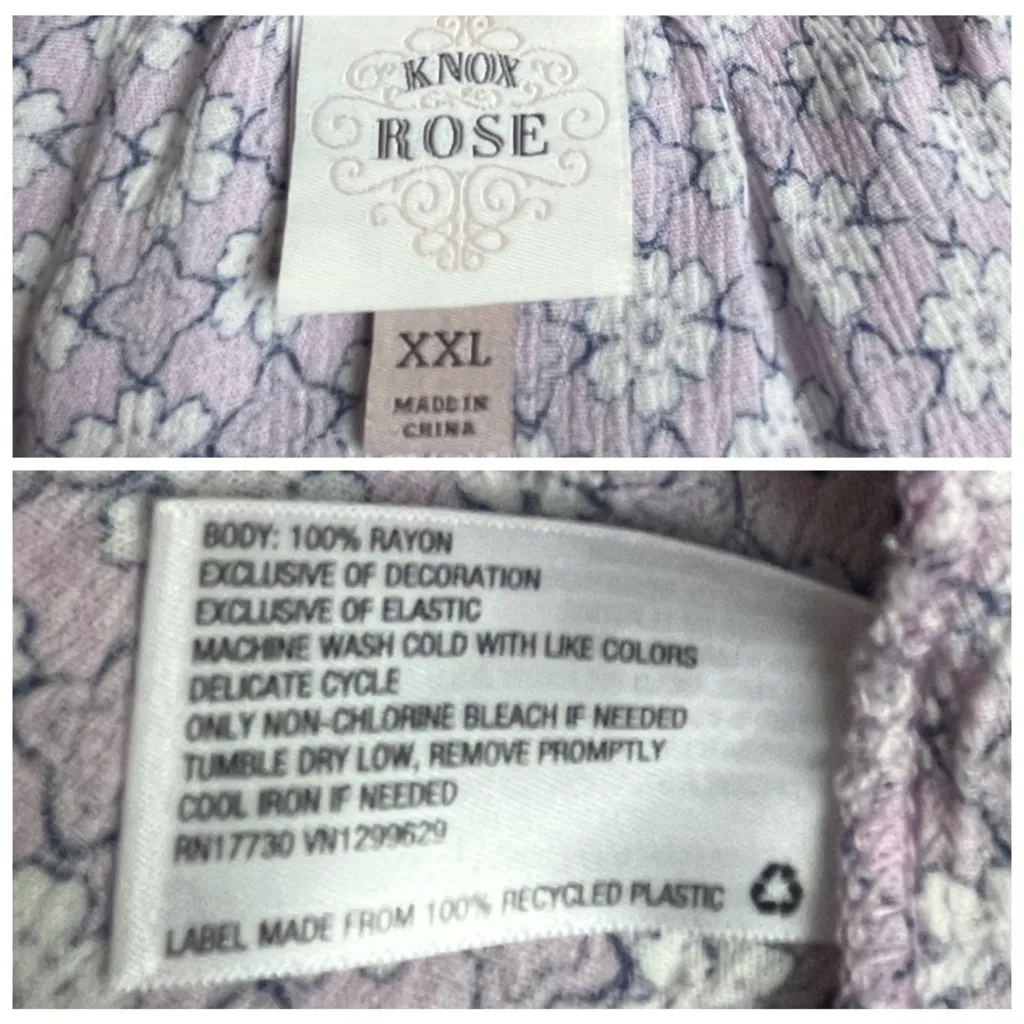 KNOX
ROSE
XXL
MADE IN
CHINA
BODY: 100% RAYON
EXCLUSIVE OF DECORATION
EXCLUSIVE OF ELASTIC
MACHINE WASH COLD WITH LIKE COLORS
DELICATE CYCLE
ONLY NON-CHLORINE BLEACH IF NEEDED
TUMBLE DRY LOW, REMOVE PROMPTLY
COOL IRON IF NEEDED
RN17730 VN1299629
LABEL MADE FROM 100% RECYCLED PLASTIC